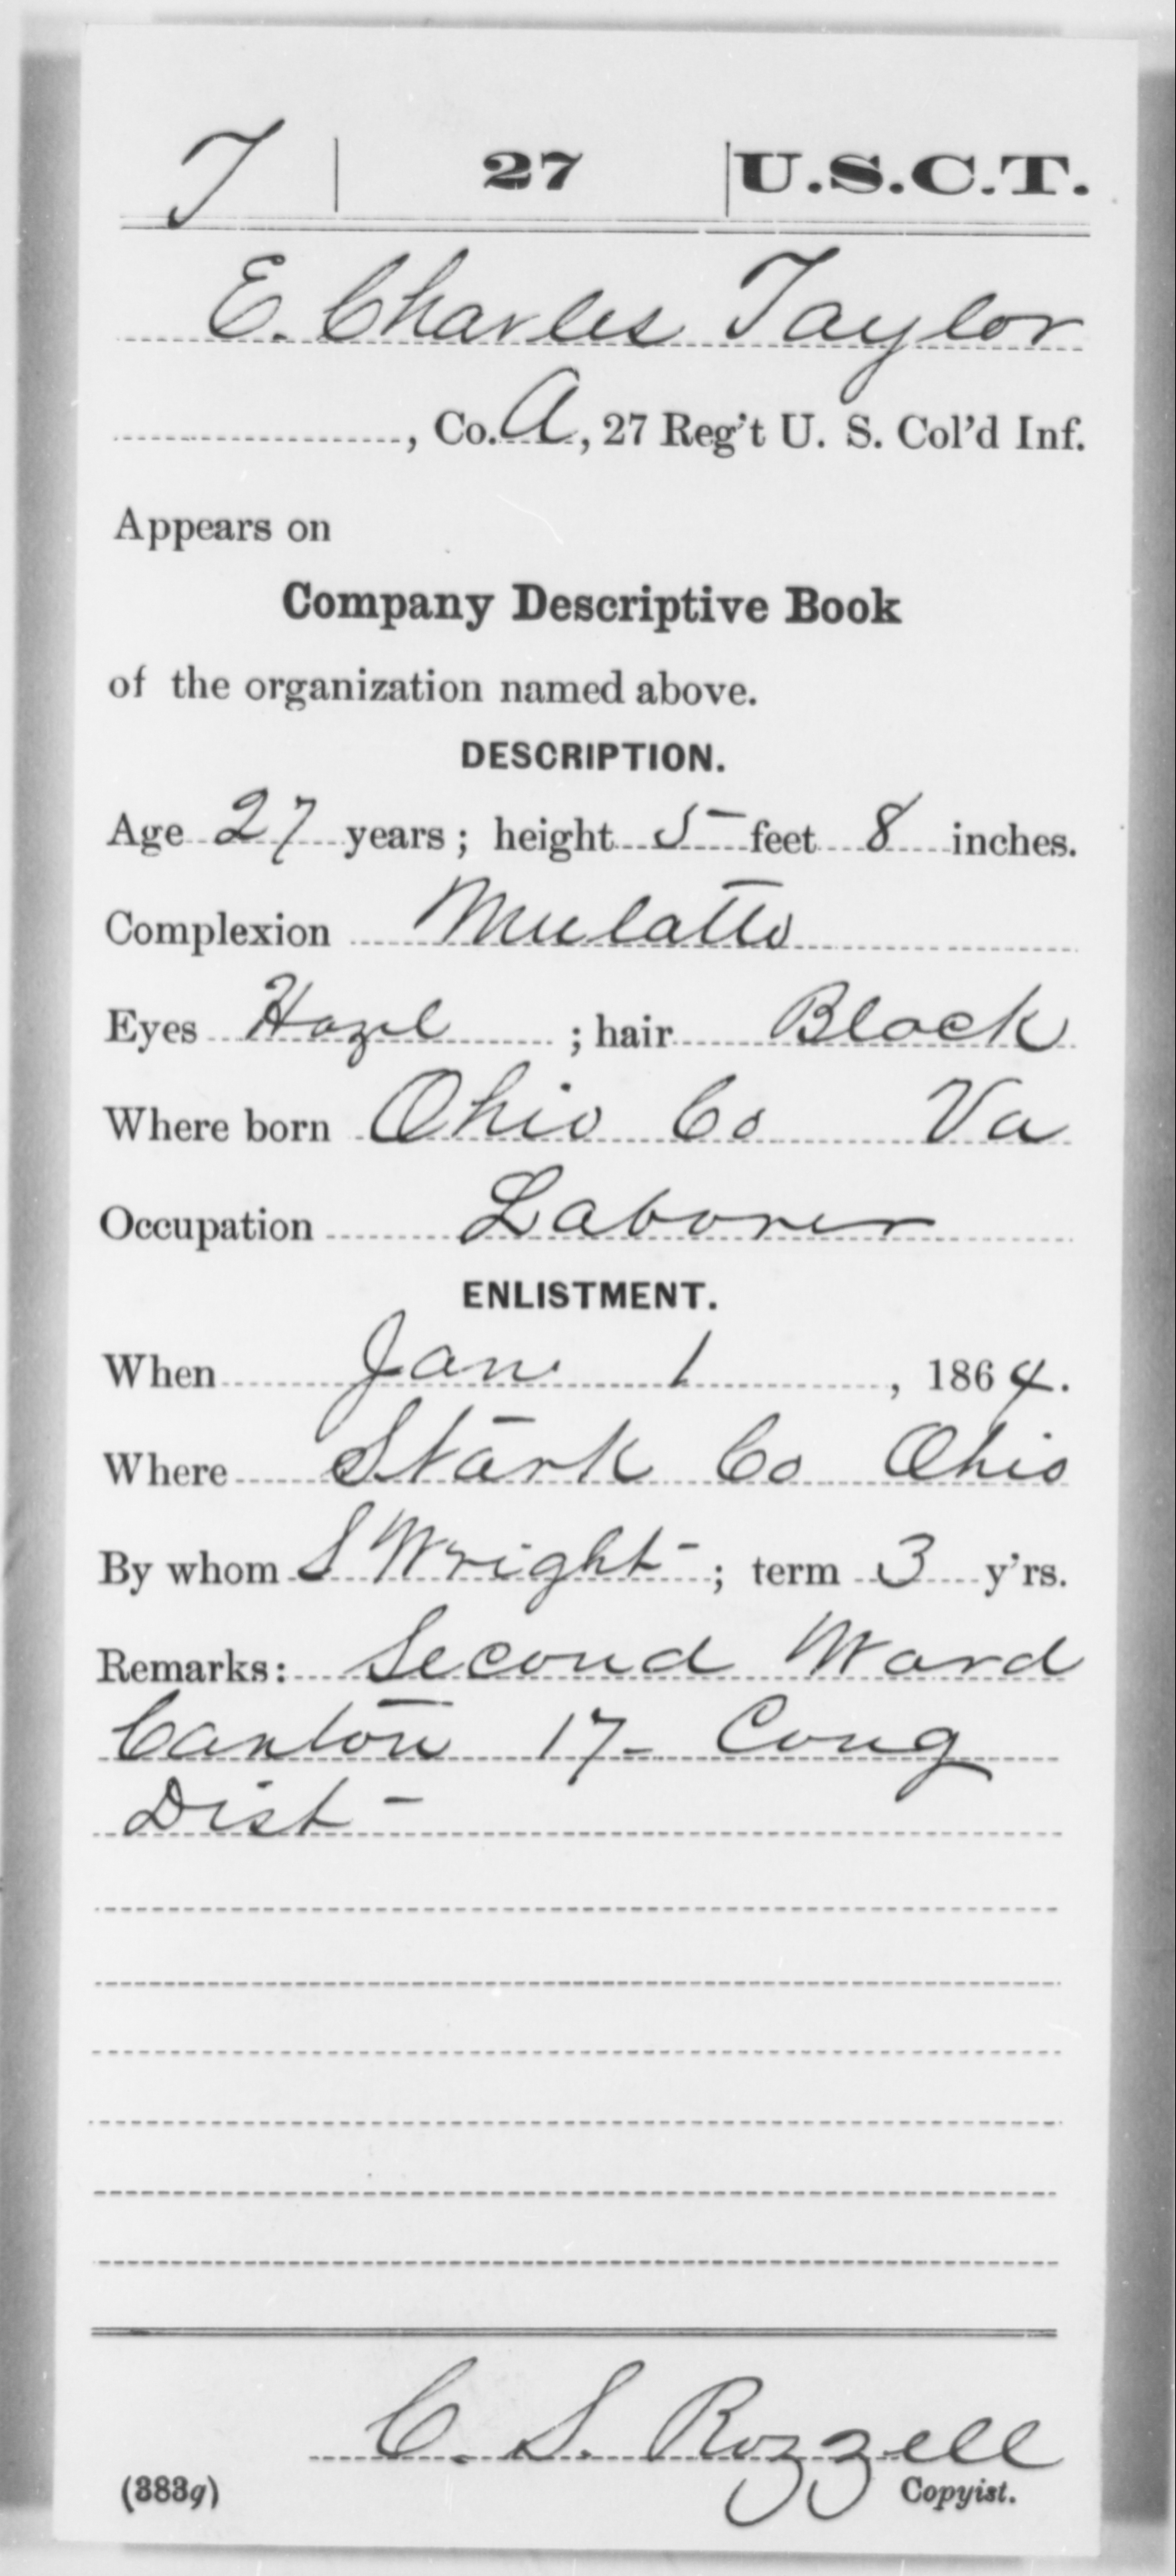 T | 27 | U.S.C.T.
E. Charles Taylor
, Co. A, 27 Reg't U. S. Col'd Inf.
Appears on
Company Descriptive Book
of the organization named above.
DESCRIPTION.
Age 27 years; height 5 feet 8 inches.
Complexion Mulatto
Eyes Hazel; hair Black
Where born Ohio Co Va
Occupation Laborer
ENLISTMENT.
When Jan 1, 1864.
Where Stark Co Ohio
By whom S Wright; term 3 y'rs.
Remarks: Second Ward
Canton 17 - Cong
Dist -
C. S. Rozzell
(383g) Copyist.